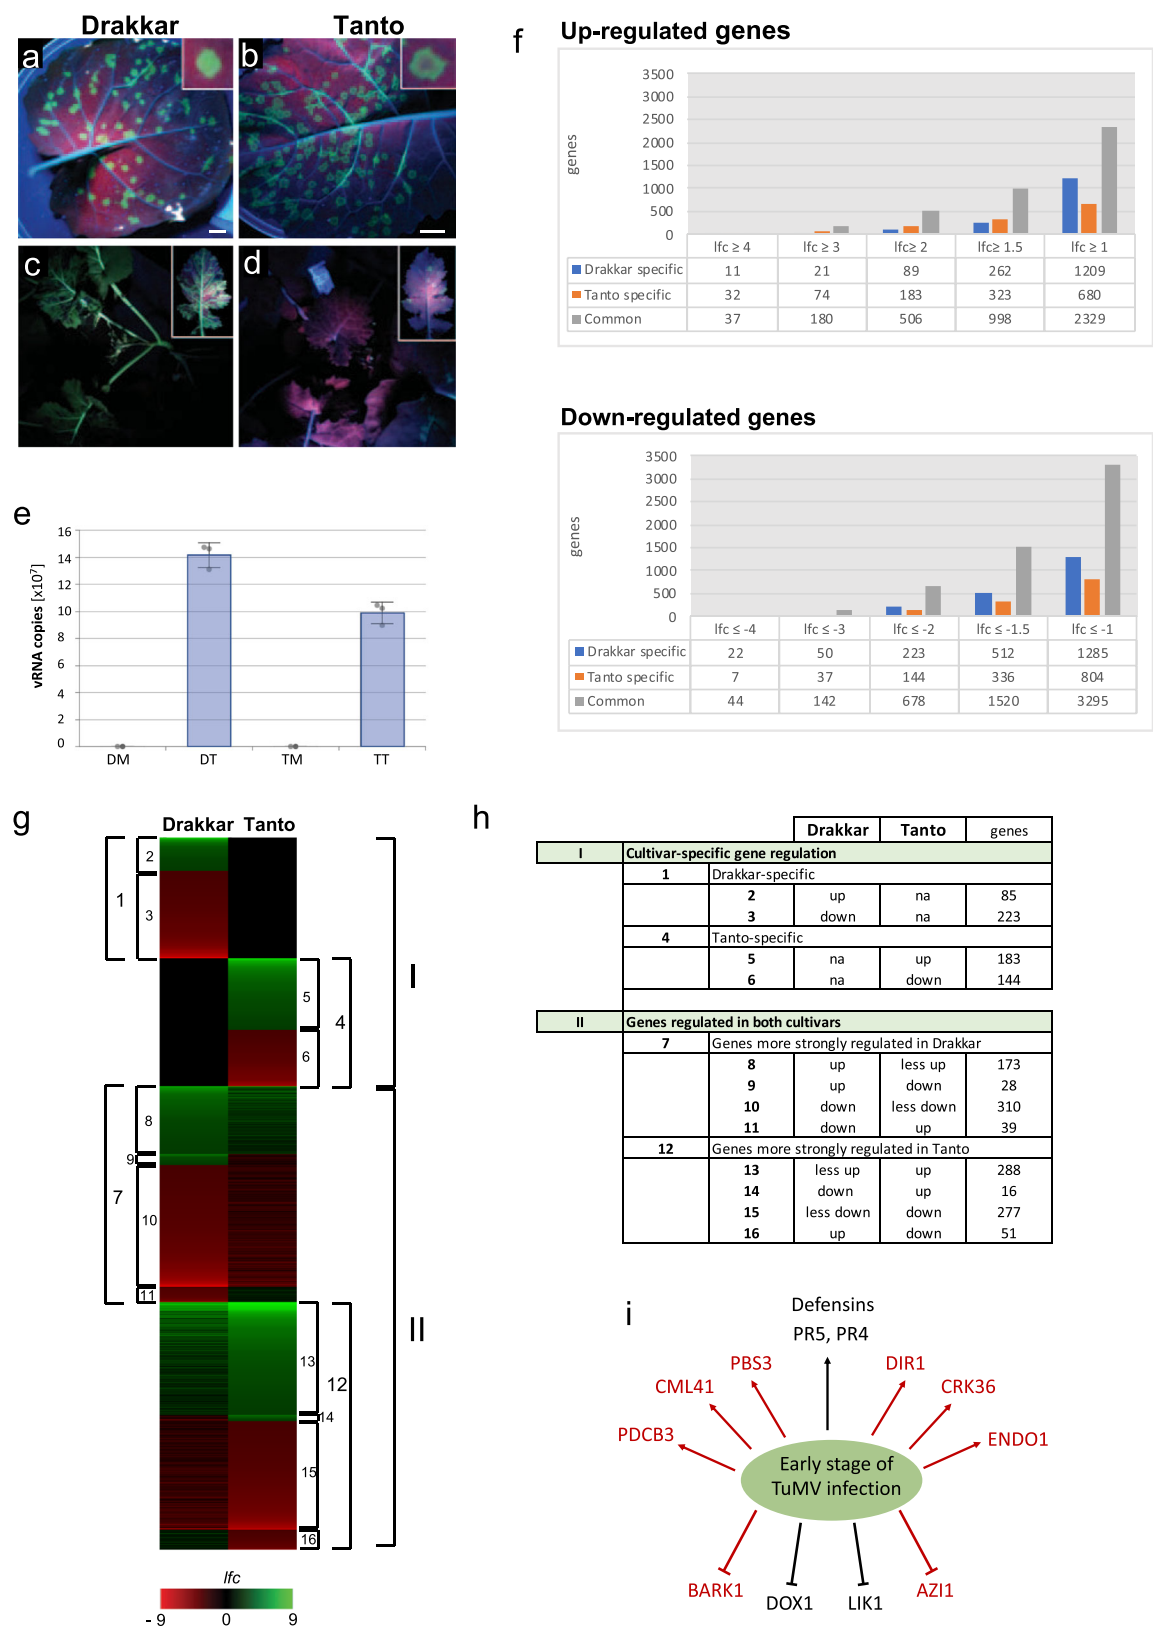 Drakkar Tanto
a b
c d
f
Up-regulated genes
3500
3000
2500
2000
1500
1000
500
0
genes
lfc ≥ 4 lfc ≥ 3 lfc≥ 2 lfc≥ 1.5 lfc ≥ 1
Drakkar specific 11 21 89 262 1209
Tanto specific 32 74 183 323 680
Common 37 180 506 998 2329
Down-regulated genes
3500
3000
2500
2000
1500
1000
500
0
genes
lfc ≤ -4 lfc ≤ -3 lfc ≤ -2 lfc ≤ -1.5 lfc ≤ -1
Drakkar specific 22 50 223 512 1285
Tanto specific 7 37 144 336 804
Common 44 142 678 1520 3295
e
vRNA copies [x10⁷]
16
14
12
10
8
6
4
2
0
DM DT TM TT
g
Drakkar Tanto
1
2
3
4
5
6
I
7
8
9
10
11
12
13
14
15
16
II
lfc
- 9 0 9
h
Drakkar Tanto genes
I Cultivar-specific gene regulation
1 Drakkar-specific
2 up na 85
3 down na 223
4 Tanto-specific
5 na up 183
6 na down 144
II Genes regulated in both cultivars
7 Genes more strongly regulated in Drakkar
8 up less up 173
9 up down 28
10 down less down 310
11 down up 39
12 Genes more strongly regulated in Tanto
13 less up up 288
14 down up 16
15 less down down 277
16 up down 51
i
Defensins
PR5, PR4
PBS3 DIR1
CML41 CRK36
PDCB3 ENDO1
Early stage of
TuMV infection
BARK1 DOX1 LIK1 AZI1